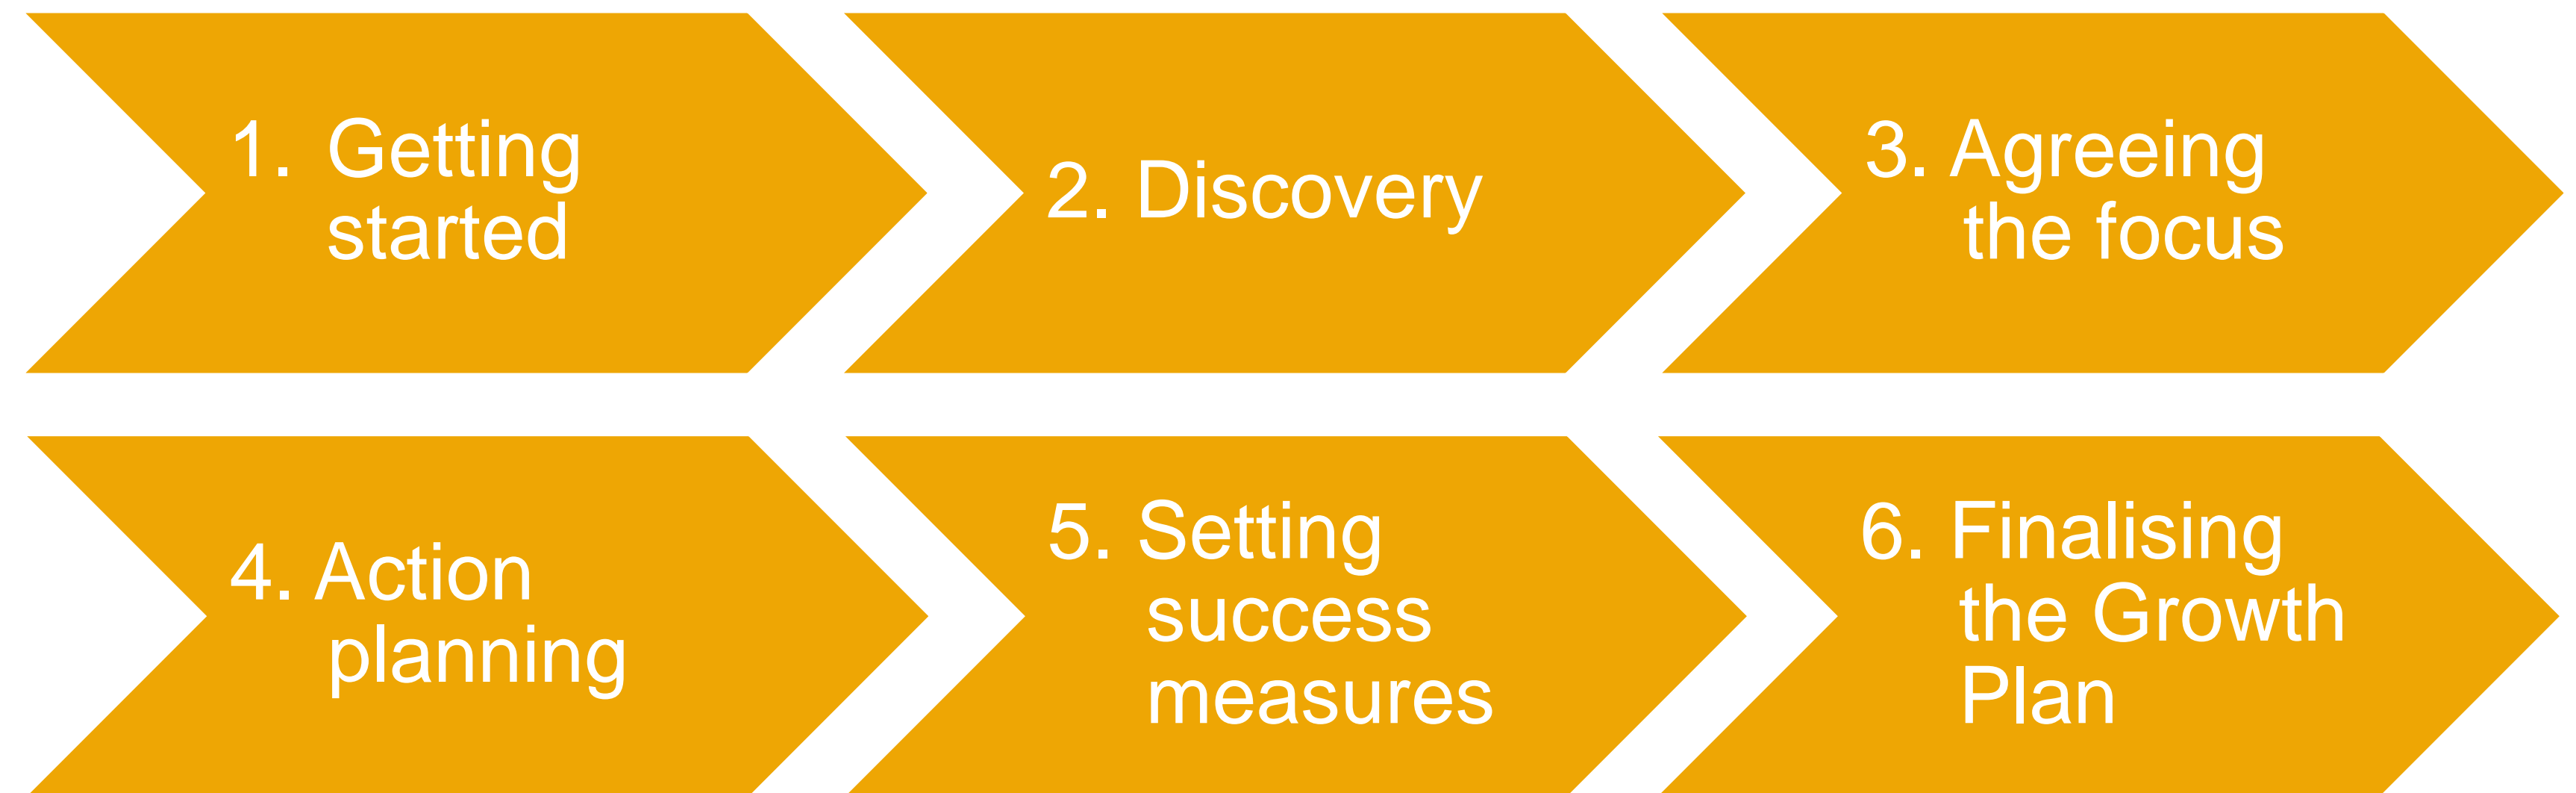 1. Getting
started
2. Discovery
3. Agreeing
the focus
4. Action
planning
5. Setting
success
measures
6. Finalising
the Growth
Plan